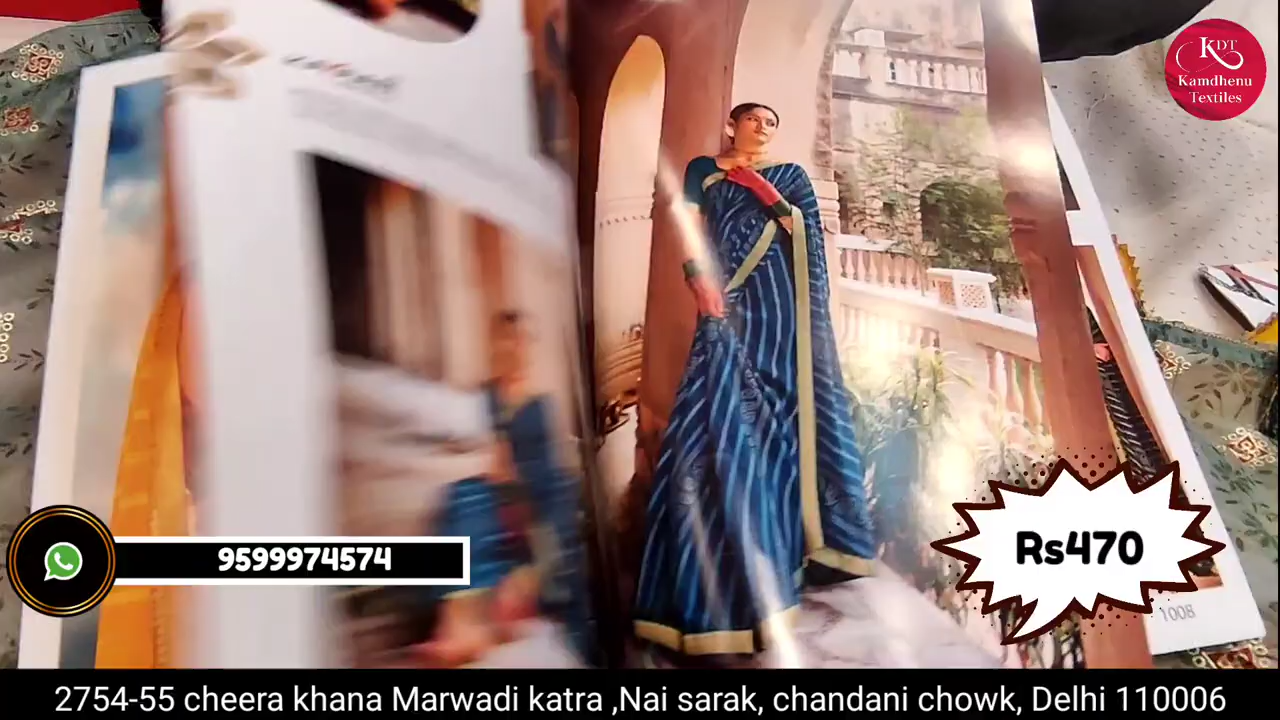 KDT
Kamdhenu
Textiles
9599974574
Rs470
1008
2754-55 cheera khana Marwadi katra ,Nai sarak, chandani chowk, Delhi 110006